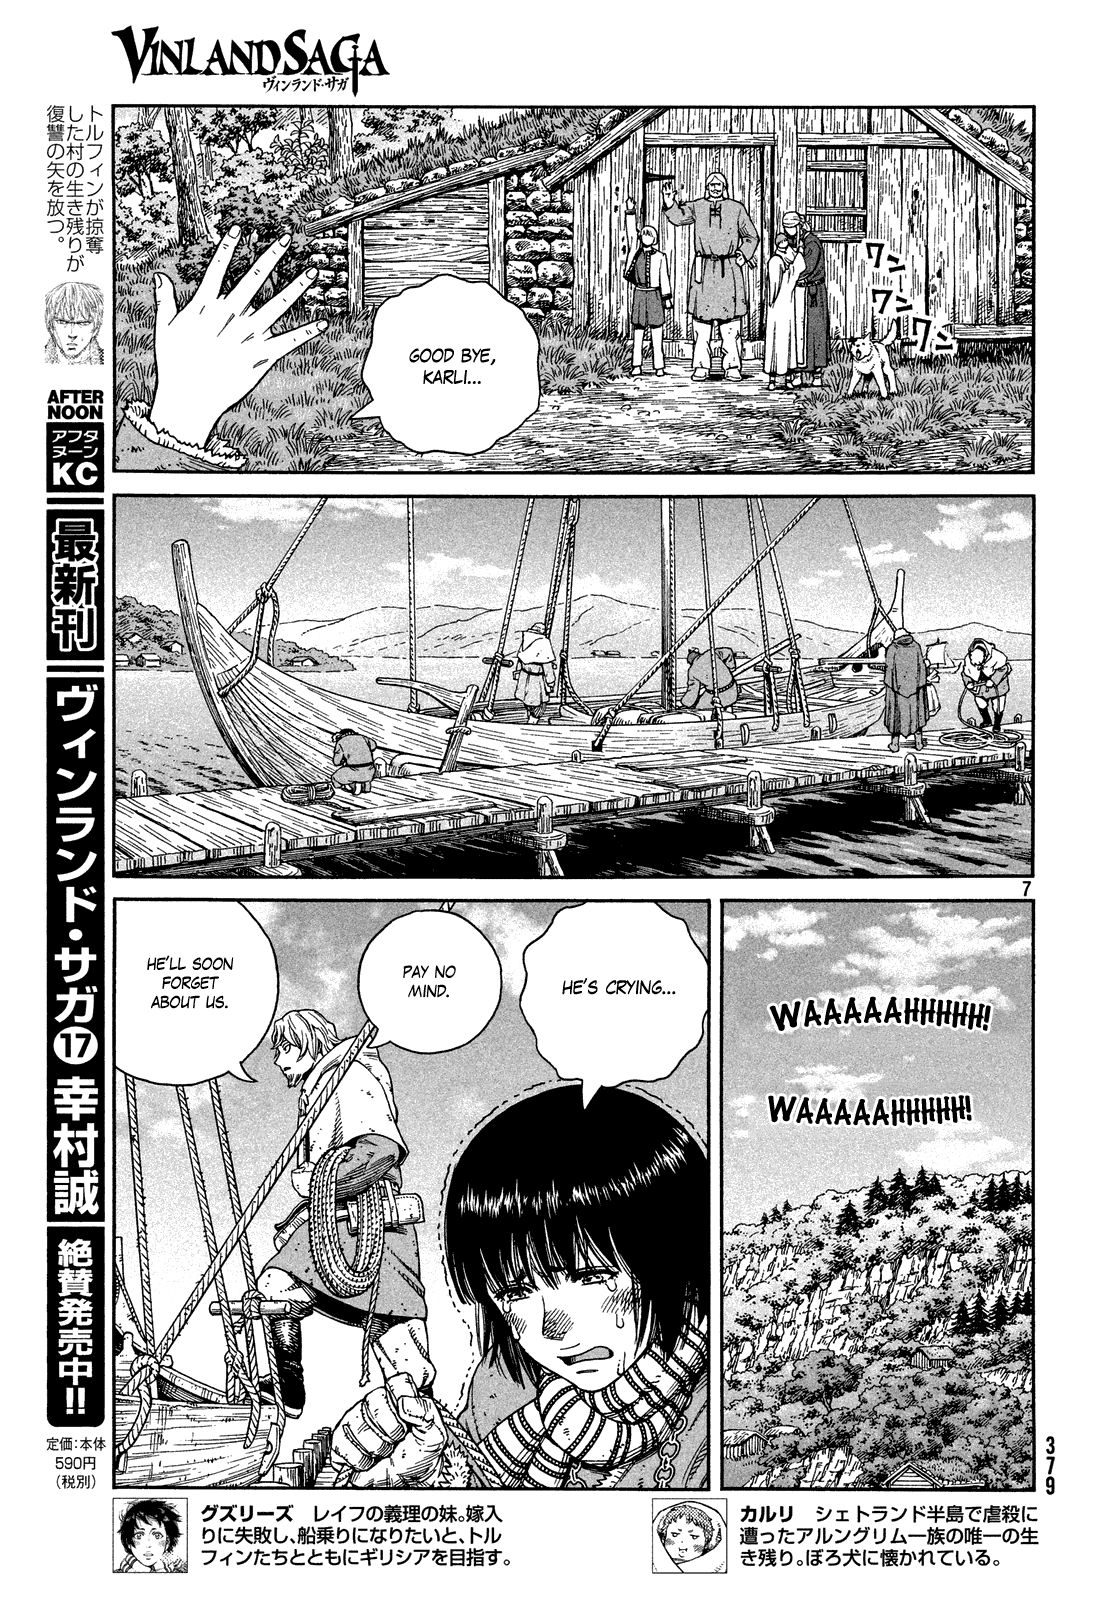 VINLAND SAGA
ヴィンランド・サガ
トルフィンが掠奪
した村の生き残りが
復讐の矢を放つ。
AFTER
NOON
アフタ
ヌーン
KC
最新刊
ヴィンランド・サガ⑰
幸村誠
絶賛発売中!!
定価:本体
590円
(税別)
GOOD BYE,
KARLI...
ワン
ワン
ワン
7
WAAAAAHHHHH!
WAAAAAHHHHH!
HE'S CRYING...
PAY NO
MIND.
HE'LL SOON
FORGET
ABOUT US.
379
グズリーズ　レイフの義理の妹。嫁入
りに失敗し、船乗りになりたいと、トル
フィンたちとともにギリシアを目指す。
カルリ　シェトランド半島で虐殺に
遭ったアルングリム一族の唯一の生
き残り。ぼろ犬に懐かれている。